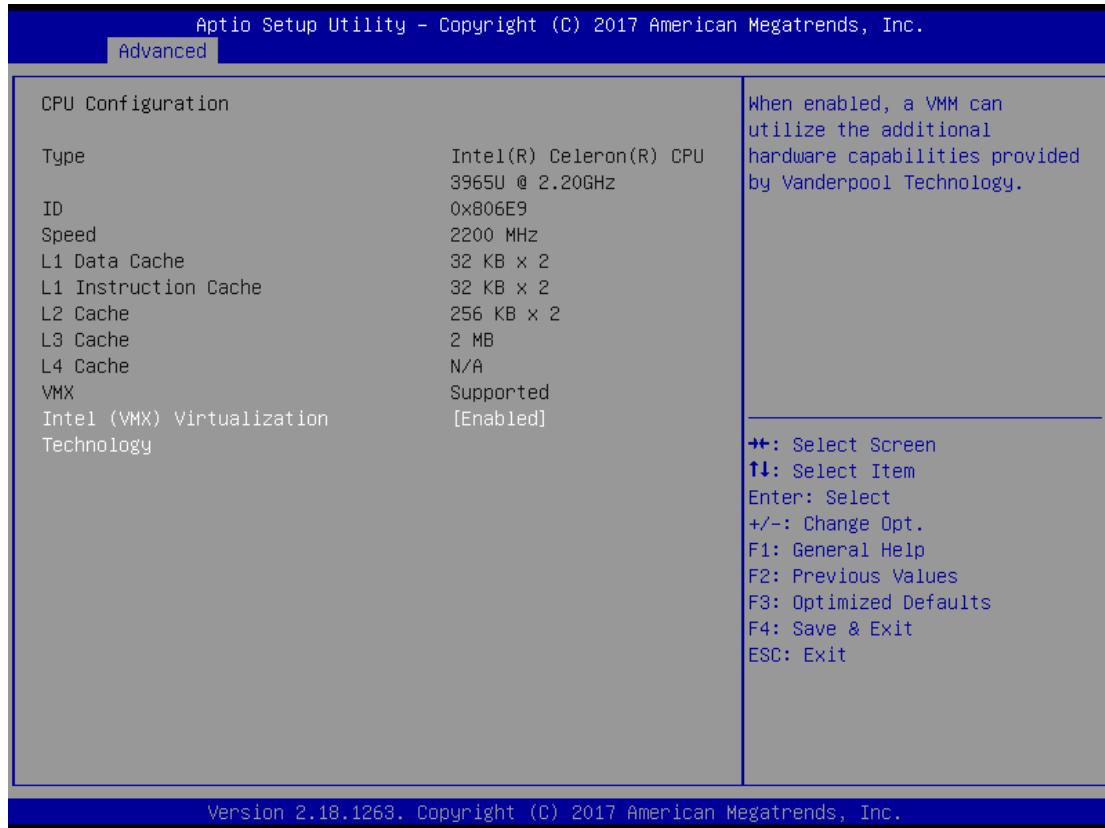 Aptio Setup Utility – Copyright (C) 2017 American Megatrends, Inc.
Advanced
CPU Configuration
Type Intel(R) Celeron(R) CPU
3965U @ 2.20GHz
ID 0x806E9
Speed 2200 MHz
L1 Data Cache 32 KB x 2
L1 Instruction Cache 32 KB x 2
L2 Cache 256 KB x 2
L3 Cache 2 MB
L4 Cache N/A
VMX Supported
Intel (VMX) Virtualization [Enabled]
Technology
When enabled, a VMM can
utilize the additional
hardware capabilities provided
by Vanderpool Technology.
→←: Select Screen
↑↓: Select Item
Enter: Select
+/-: Change Opt.
F1: General Help
F2: Previous Values
F3: Optimized Defaults
F4: Save & Exit
ESC: Exit
Version 2.18.1263. Copyright (C) 2017 American Megatrends, Inc.